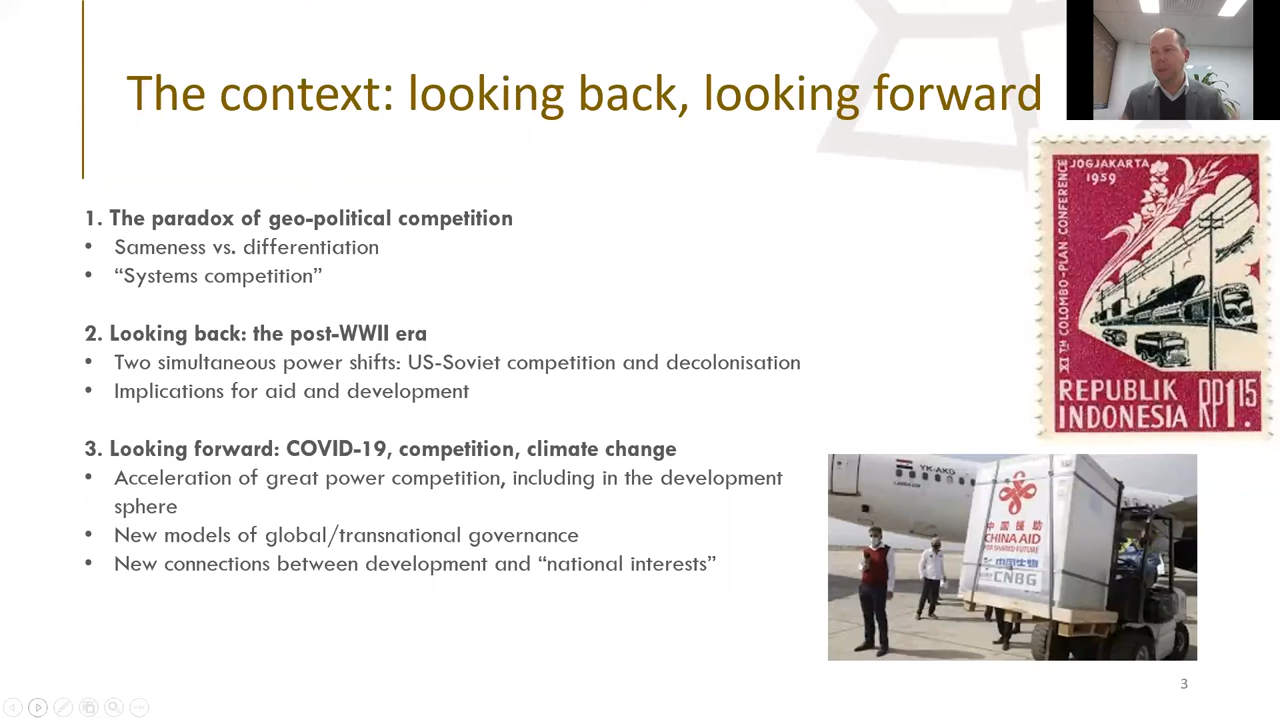 The context: looking back, looking forward
1. The paradox of geo-political competition
• Sameness vs. differentiation
• “Systems competition”
2. Looking back: the post-WWII era
• Two simultaneous power shifts: US-Soviet competition and decolonisation
• Implications for aid and development
3. Looking forward: COVID-19, competition, climate change
• Acceleration of great power competition, including in the development
sphere
• New models of global/transnational governance
• New connections between development and “national interests”
JOGJAKARTA
1959
XI TH COLOMBO-PLAN CONFERENCE
REPUBLIK
INDONESIA
RP1.15
YK-AKG
中国援助
CHINA AID
FOR SHARED FUTURE
中国生物
CNBG
3